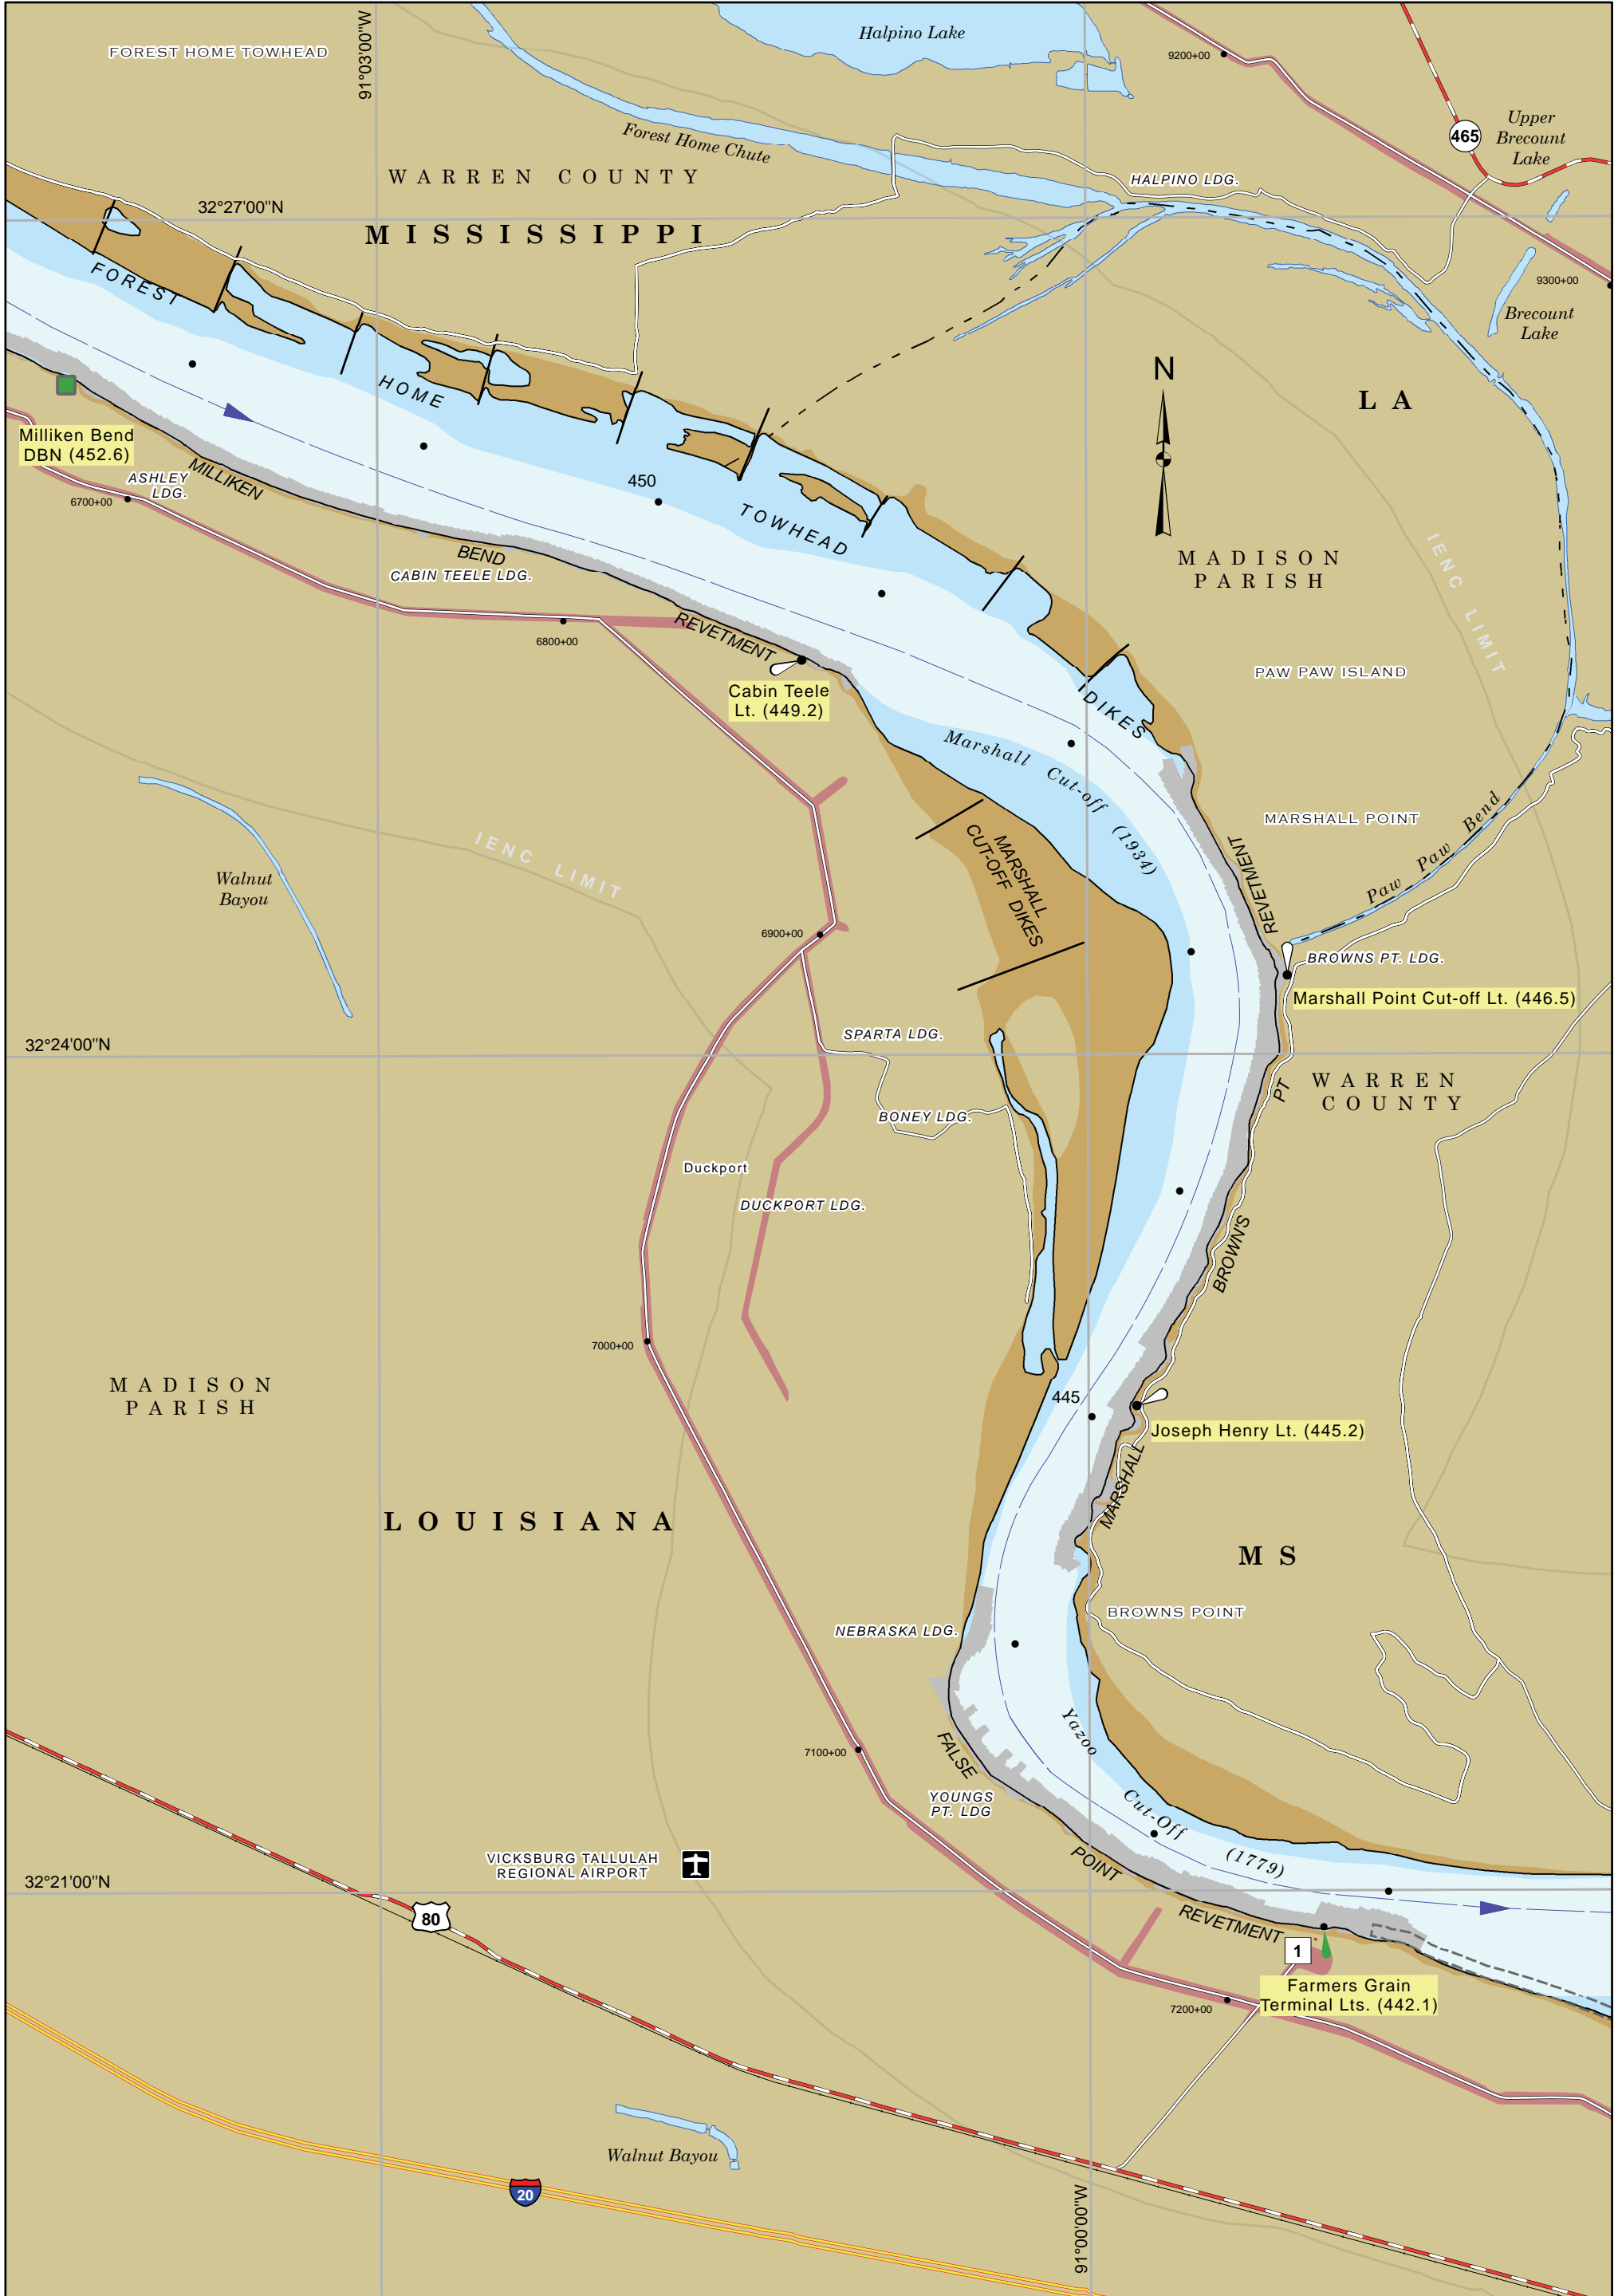 FOREST HOME TOWHEAD
91°03'00"W
Halpino Lake
9200+00
465
Upper
Brecount
Lake
Forest Home Chute
WARREN COUNTY
HALPINO LDG.
32°27'00"N
MISSISSIPPI
FOREST
9300+00
Brecount
Lake
HOME
N
LA
Milliken Bend
DBN (452.6)
ASHLEY
LDG.
MILLIKEN
6700+00
450
TOWHEAD
BEND
CABIN TEELE LDG.
MADISON
PARISH
IENC LIMIT
6800+00
REVETMENT
PAW PAW ISLAND
Cabin Teele
Lt. (449.2)
DIKES
Marshall Cut-off (1934)
MARSHALL POINT
IENC LIMIT
Walnut
Bayou
MARSHALL
CUT-OFF DIKES
REVETMENT
Paw Paw Bend
6900+00
BROWNS PT. LDG.
Marshall Point Cut-off Lt. (446.5)
SPARTA LDG.
32°24'00"N
PT
WARREN
COUNTY
BONEY LDG.
Duckport
DUCKPORT LDG.
BROWN'S
7000+00
MADISON
PARISH
445
Joseph Henry Lt. (445.2)
MARSHALL
LOUISIANA
MS
BROWNS POINT
NEBRASKA LDG.
Yazoo
FALSE
7100+00
YOUNGS
PT. LDG
Cut-Off
(1779)
VICKSBURG TALLULAH
REGIONAL AIRPORT
POINT
32°21'00"N
80
REVETMENT
1
Farmers Grain
Terminal Lts. (442.1)
7200+00
Walnut Bayou
20
91°00'00"W